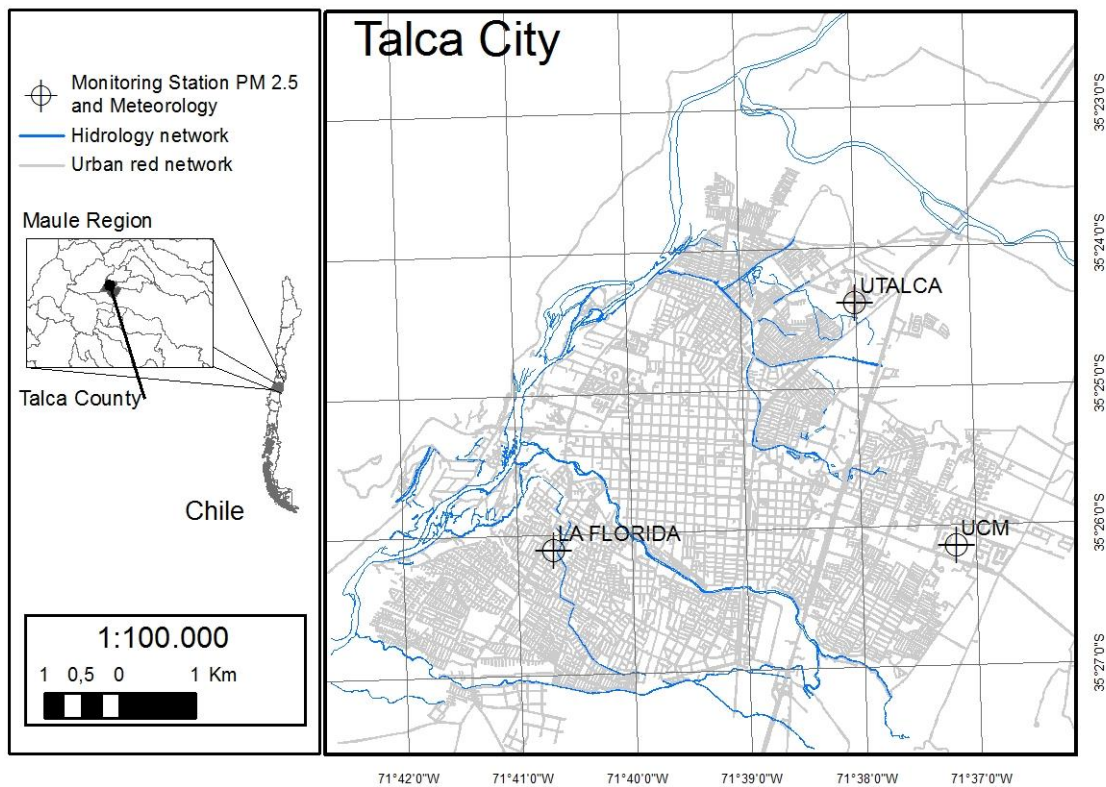 Talca City
Monitoring Station PM 2.5
and Meteorology
Hidrology network
Urban red network
Maule Region
Talca County
Chile
1:100.000
1 0,5 0 1 Km
UTALCA
UCM
LA FLORIDA
35°23'0"S
35°24'0"S
35°25'0"S
35°26'0"S
35°27'0"S
71°42'0"W 71°41'0"W 71°40'0"W 71°39'0"W 71°38'0"W 71°37'0"W